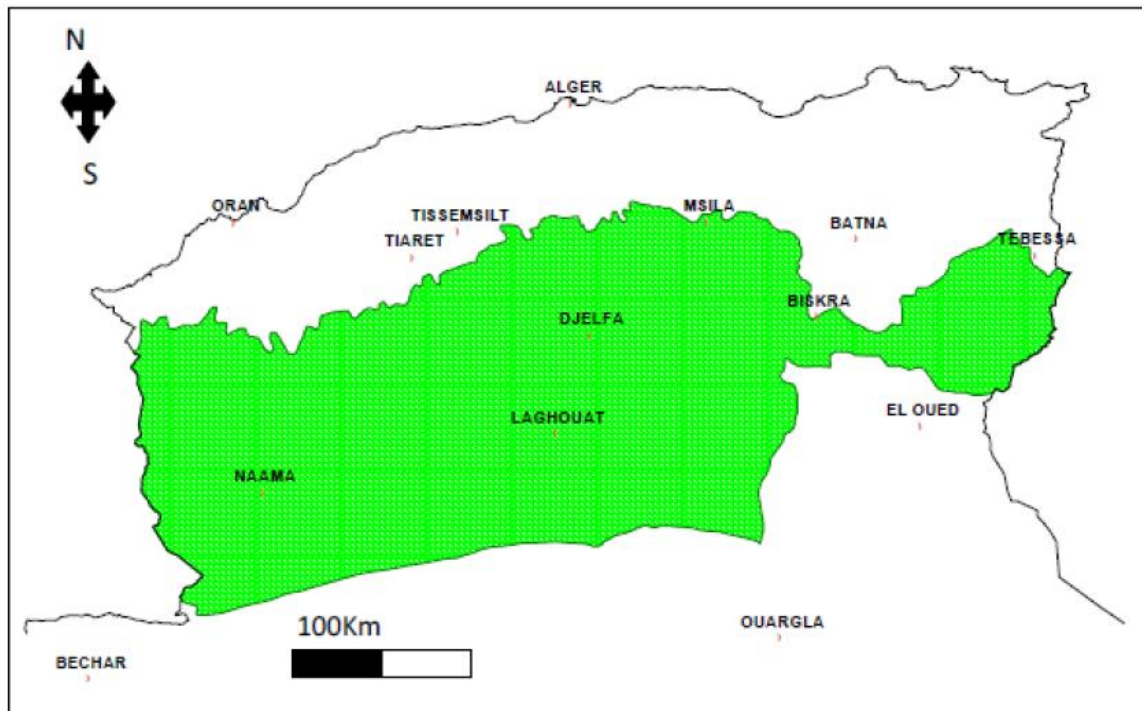 N
S
ALGER
ORAN
TISSEMSILT
MSILA
TIARET
BATNA
TEBESSA
BISKRA
DJELFA
LAGHOUAT
EL OUED
NAAMA
100Km
OUARGLA
BECHAR